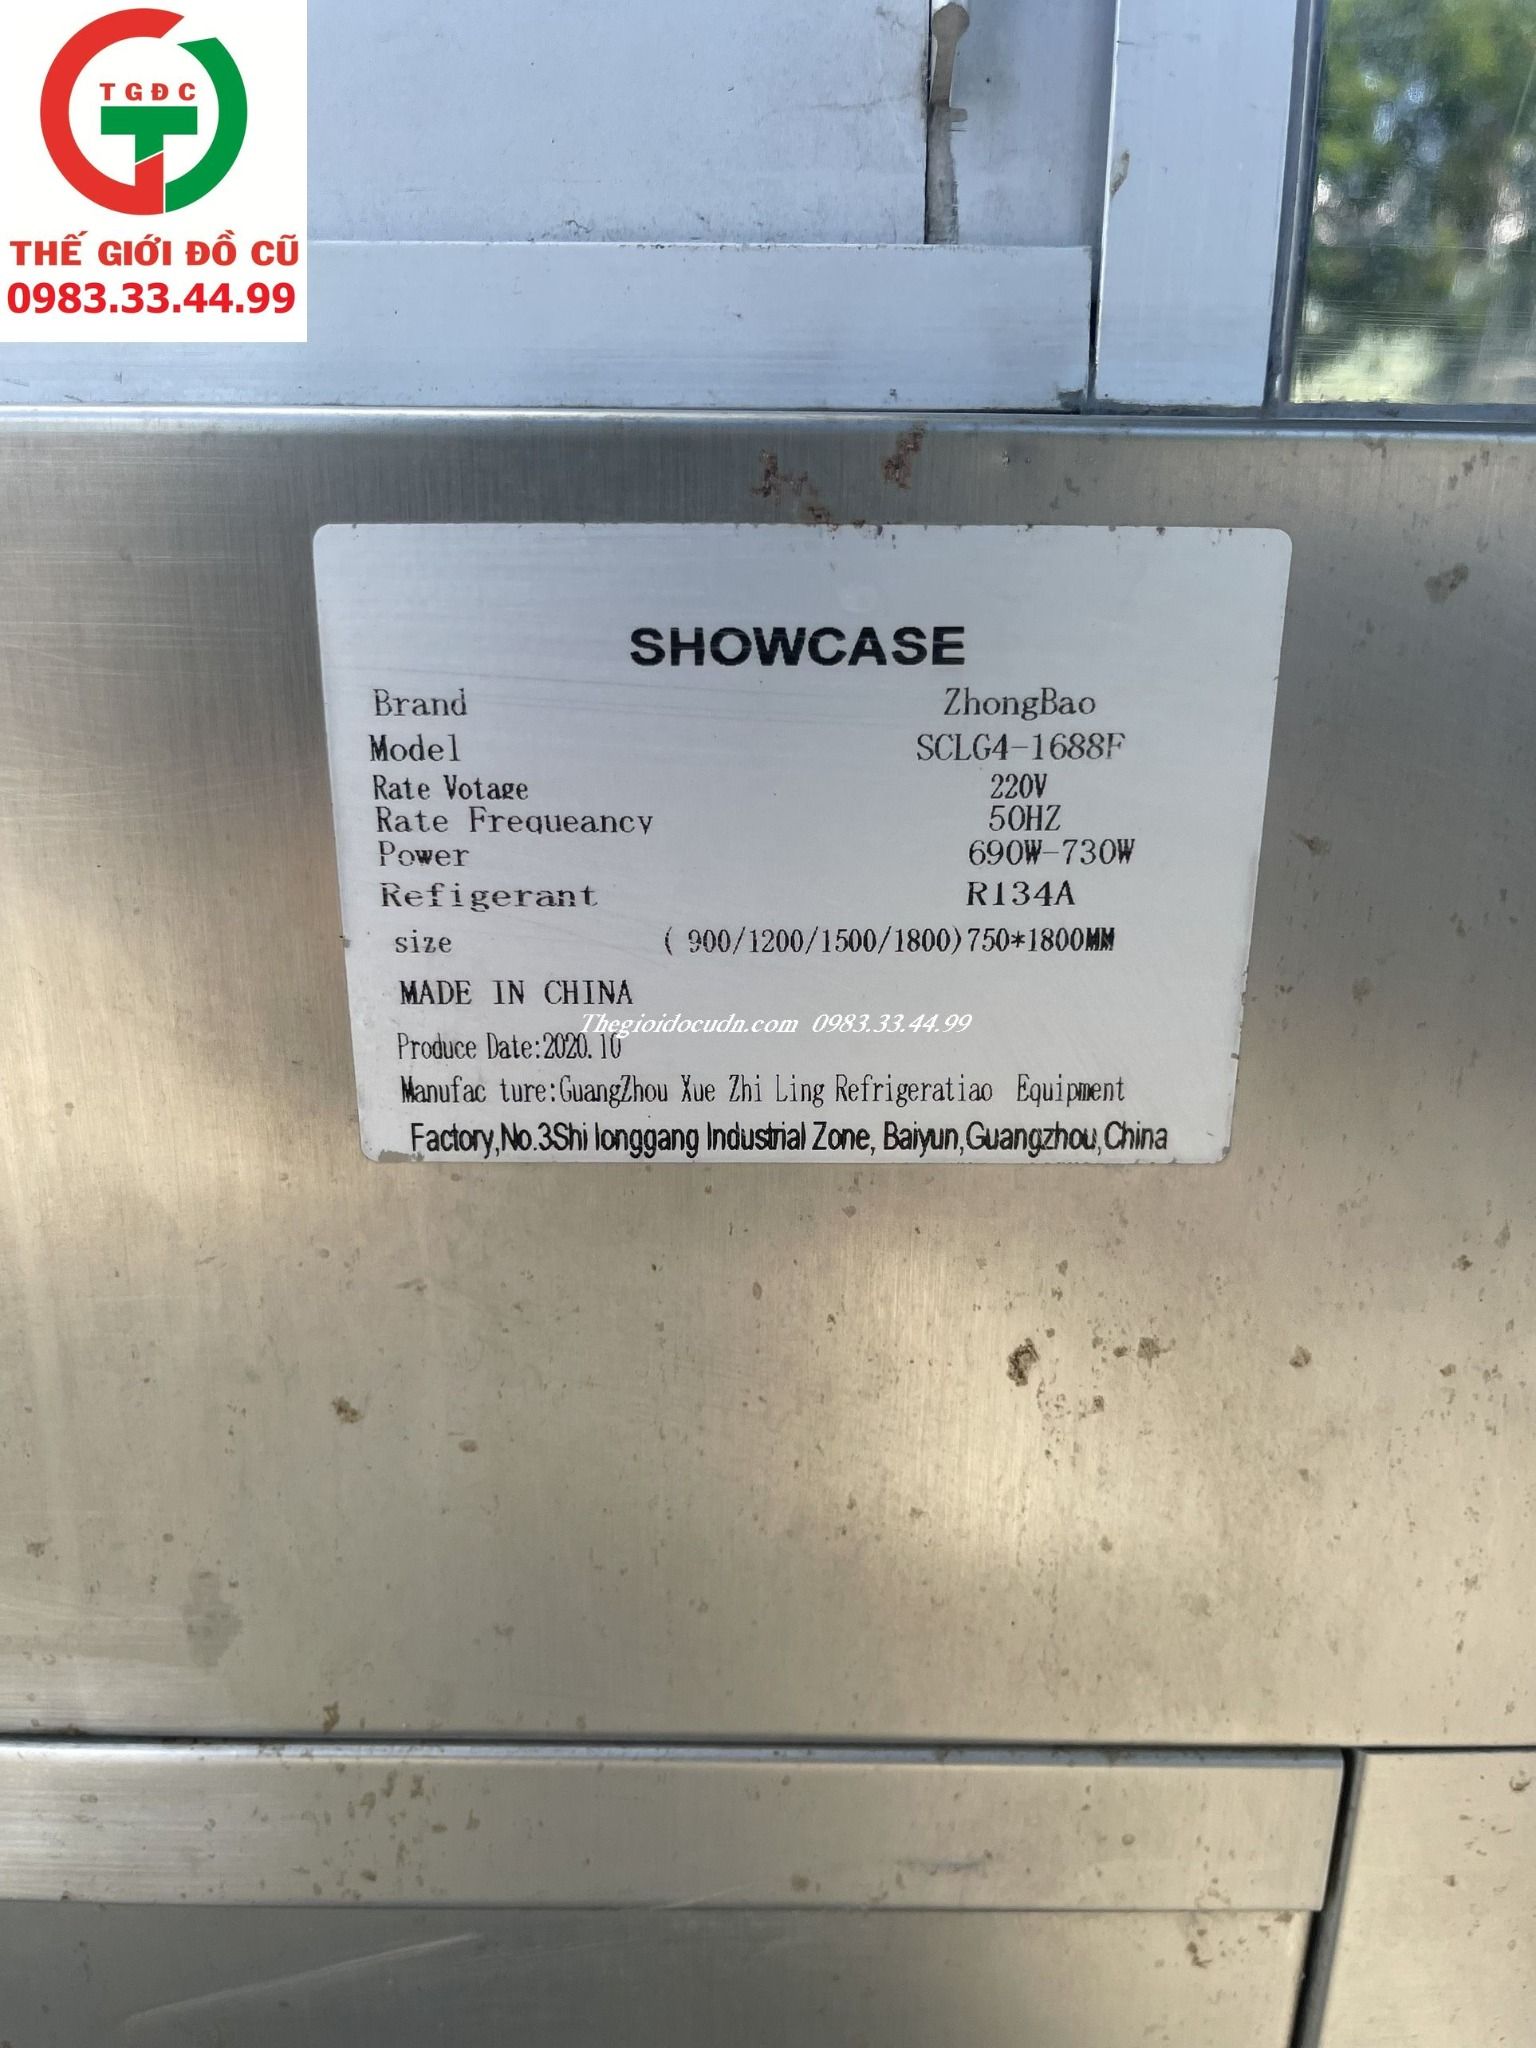 TGĐC
THẾ GIỚI ĐỒ CŨ
0983.33.44.99
SHOWCASE
Brand ZhongBao
Model SCLG4-1688F
Rate Votage 220V
Rate Frequeancy 50HZ
Power 690W-730W
Refigerant R134A
size ( 900/1200/1500/1800)750*1800MM
MADE IN CHINA
Thegioidocudn.com 0983.33.44.99
Produce Date:2020.10
Manufac ture:GuangZhou Xue Zhi Ling Refrigeratiao Equipment
Factory,No.3Shi longgang Industrial Zone, Baiyun,Guangzhou,China